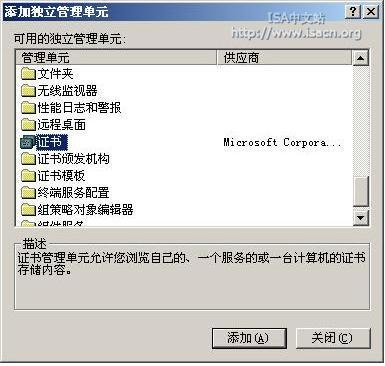 添加独立管理单元
ISA中文站
http://www.isacn.org
可用的独立管理单元:
管理单元 供应商
文件夹
无线监视器
性能日志和警报
远程桌面
证书 Microsoft Corpora...
证书颁发机构
证书模板
终端服务配置
组策略对象编辑器
组件服务
描述
证书管理单元允许您浏览自己的、一个服务的或一台计算机的证书
存储内容。
添加(A) 关闭(C)